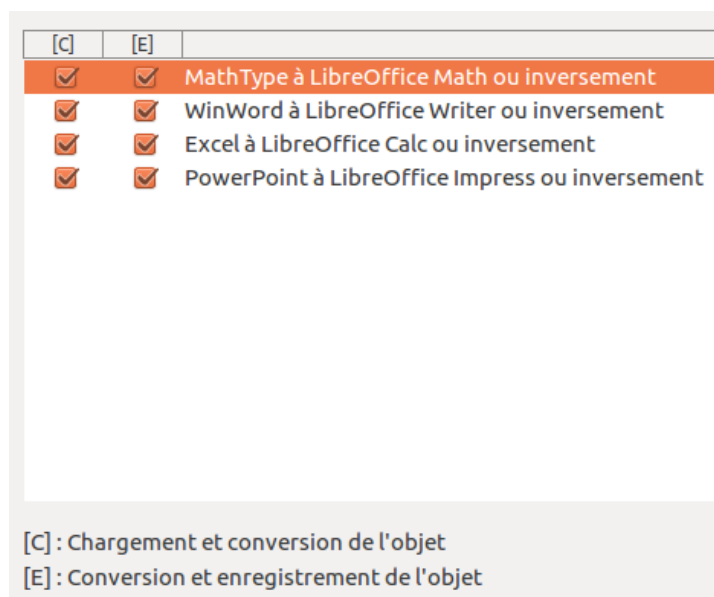 [C] [E]
MathType à LibreOffice Math ou inversement
WinWord à LibreOffice Writer ou inversement
Excel à LibreOffice Calc ou inversement
PowerPoint à LibreOffice Impress ou inversement
[C] : Chargement et conversion de l'objet
[E] : Conversion et enregistrement de l'objet